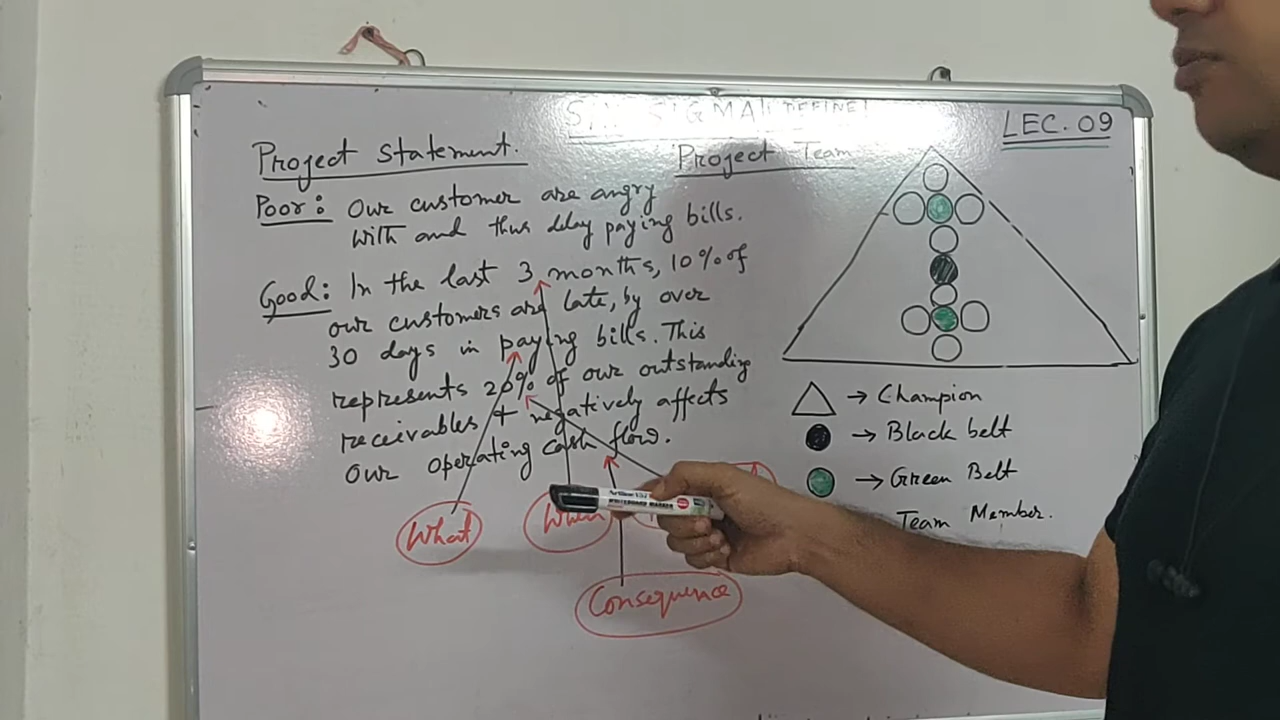 SIX SIGMA (DEFINE)
LEC. 09
Project Statement.
Project Team
Poor: Our customer are angry
with and thus delay paying bills.
Good: In the last 3 months, 10% of
our customers are late, by over
30 days in paying bills. This
represents 20% of our outstanding
receivables + negatively affects
our operating cash flow.
What
When
Consequence
→ Champion
→ Black belt
→ Green Belt
Team Member.
Artline
WHITEBOARD MARKER